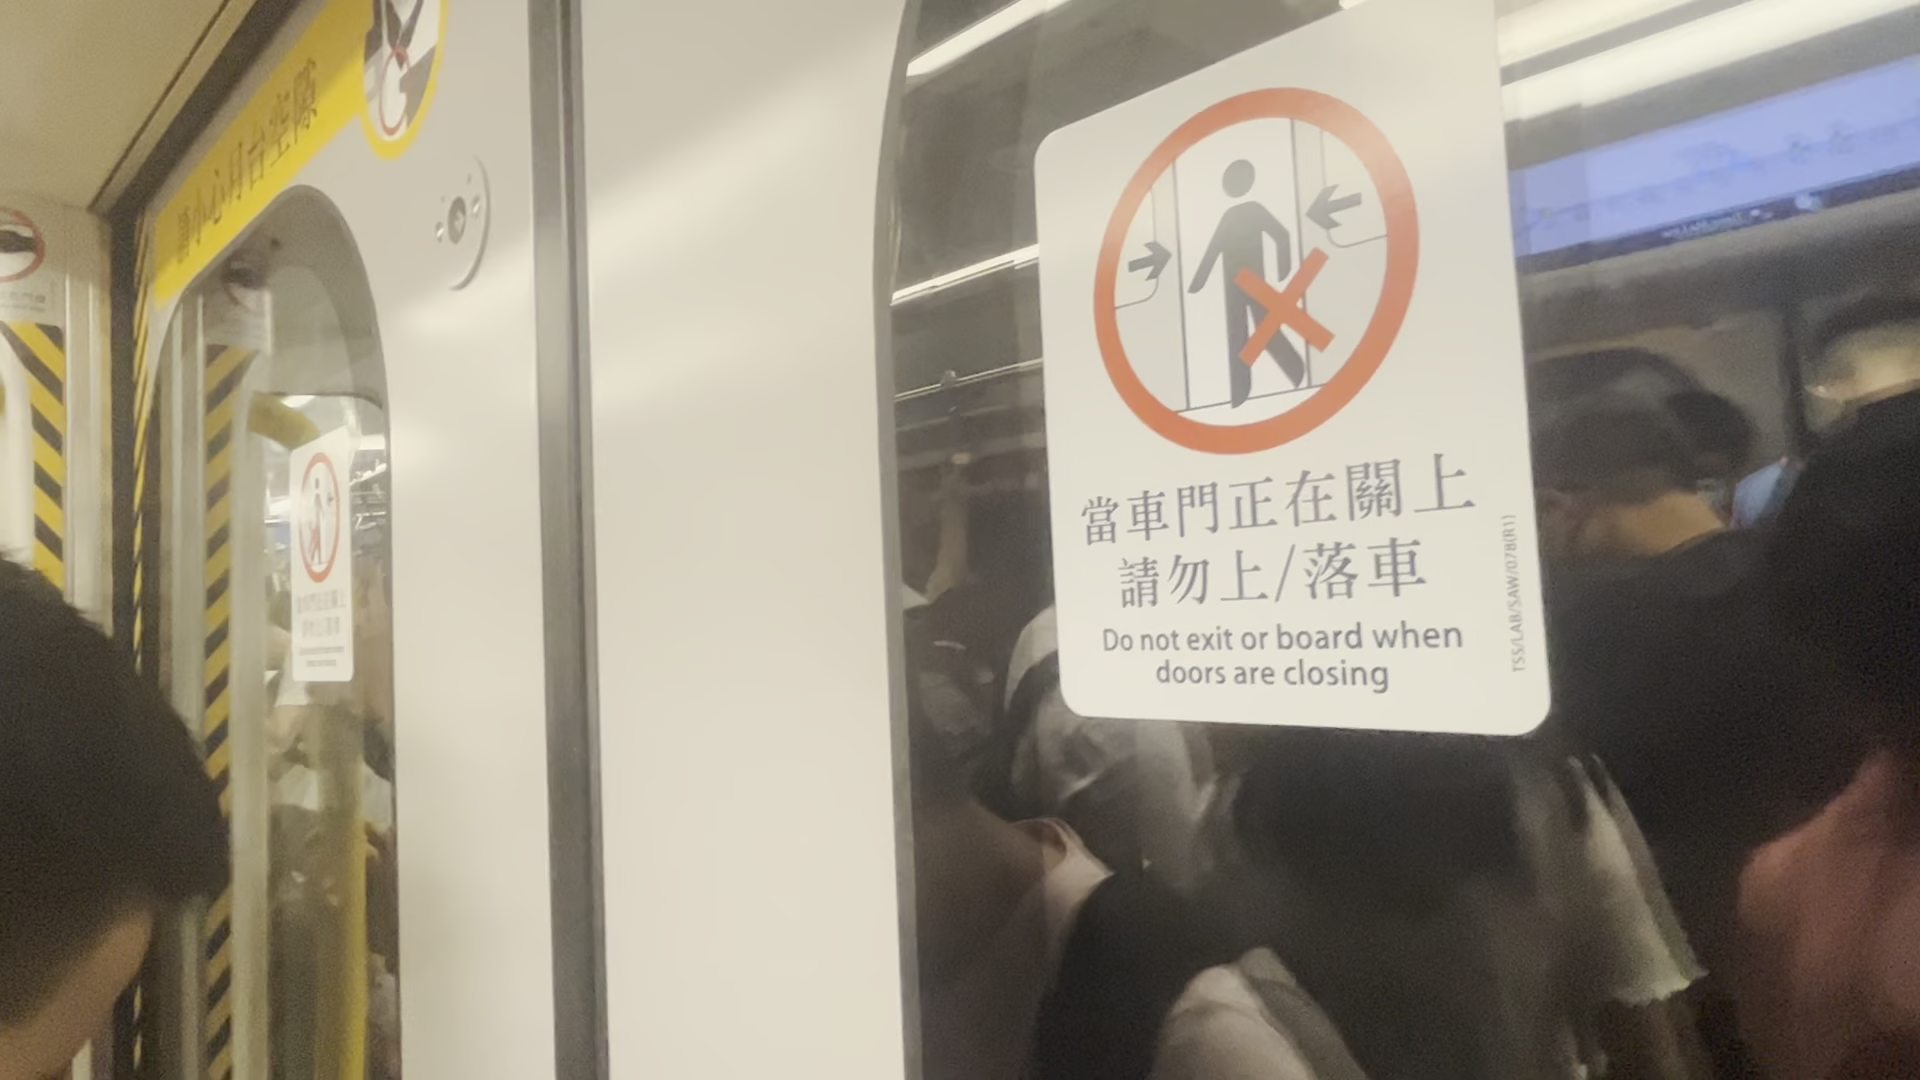 請小心月台空隙
當車門正在關上
請勿上/落車
Do not exit or board when
doors are closing
TSS/LAB/SAW/078(R1)